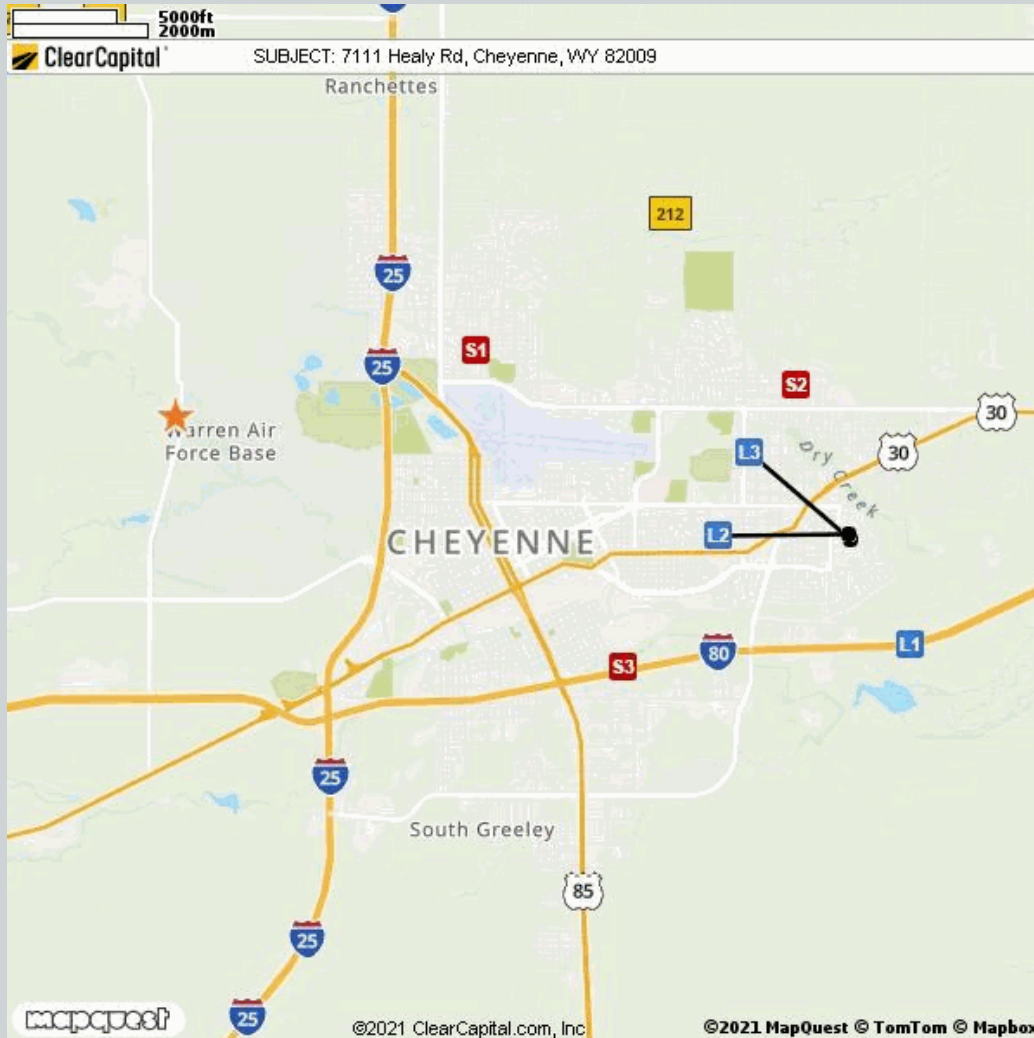 5000ft
2000m
ClearCapital
SUBJECT: 7111 Healy Rd, Cheyenne, WY 82009
Ranchettes
212
25
S1
25
S2
30
30
Warren Air
Force Base
L3
Dry Creek
CHEYENNE
L2
L1
80
S3
25
South Greeley
85
25
25
mapquest
©2021 ClearCapital.com, Inc
©2021 MapQuest © TomTom © Mapbox